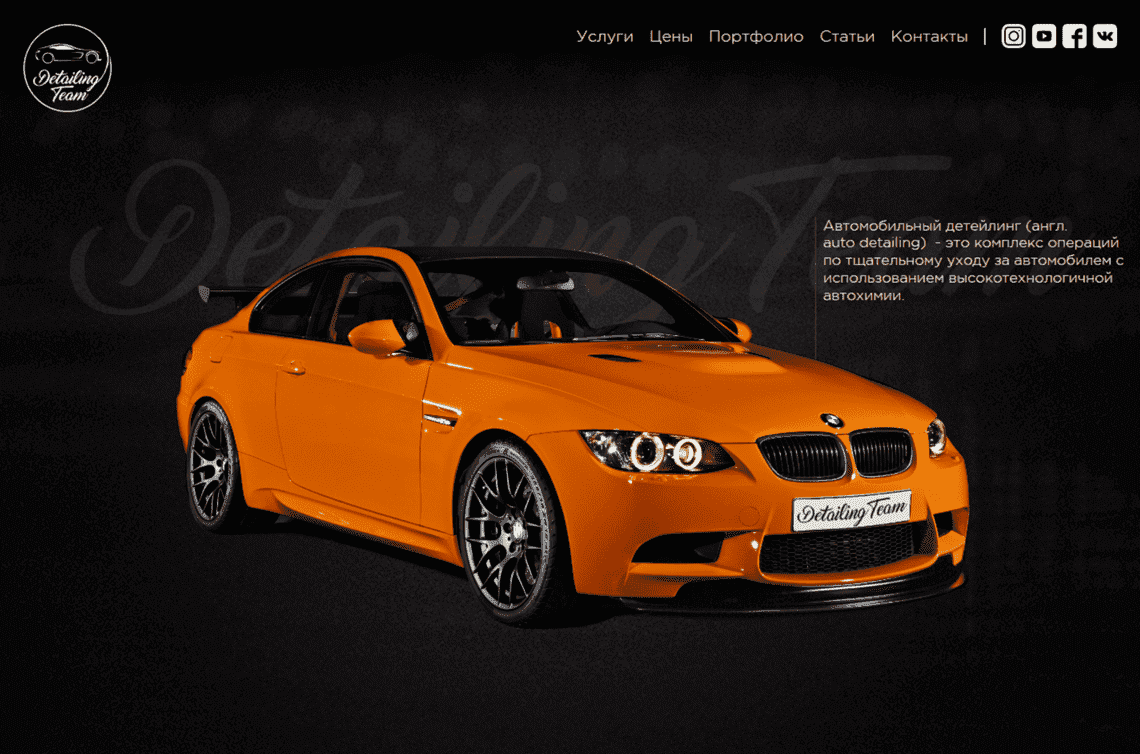 Detailing
Team
Услуги Цены Портфолио Статьи Контакты
Detailing Team
Автомобильный детейлинг (англ.
auto detailing) - это комплекс операций
по тщательному уходу за автомобилем с
использованием высокотехнологичной
автохимии.
Detailing Team